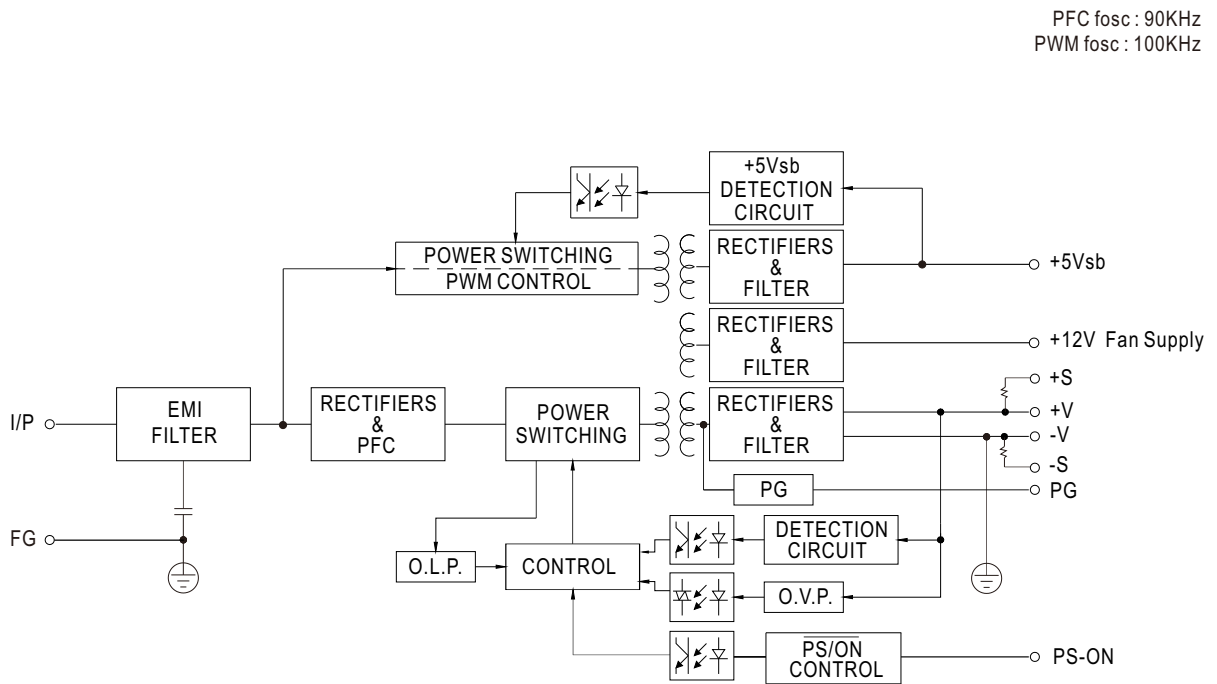 PFC fosc : 90KHz
PWM fosc : 100KHz
+5Vsb
DETECTION
CIRCUIT
POWER SWITCHING
PWM CONTROL
RECTIFIERS
&
FILTER
+5Vsb
RECTIFIERS
&
FILTER
+12V Fan Supply
I/P
EMI
FILTER
RECTIFIERS
&
PFC
POWER
SWITCHING
RECTIFIERS
&
FILTER
+S
+V
-V
-S
PG
PG
FG
O.L.P.
CONTROL
DETECTION
CIRCUIT
O.V.P.
PS/ON
CONTROL
PS-ON